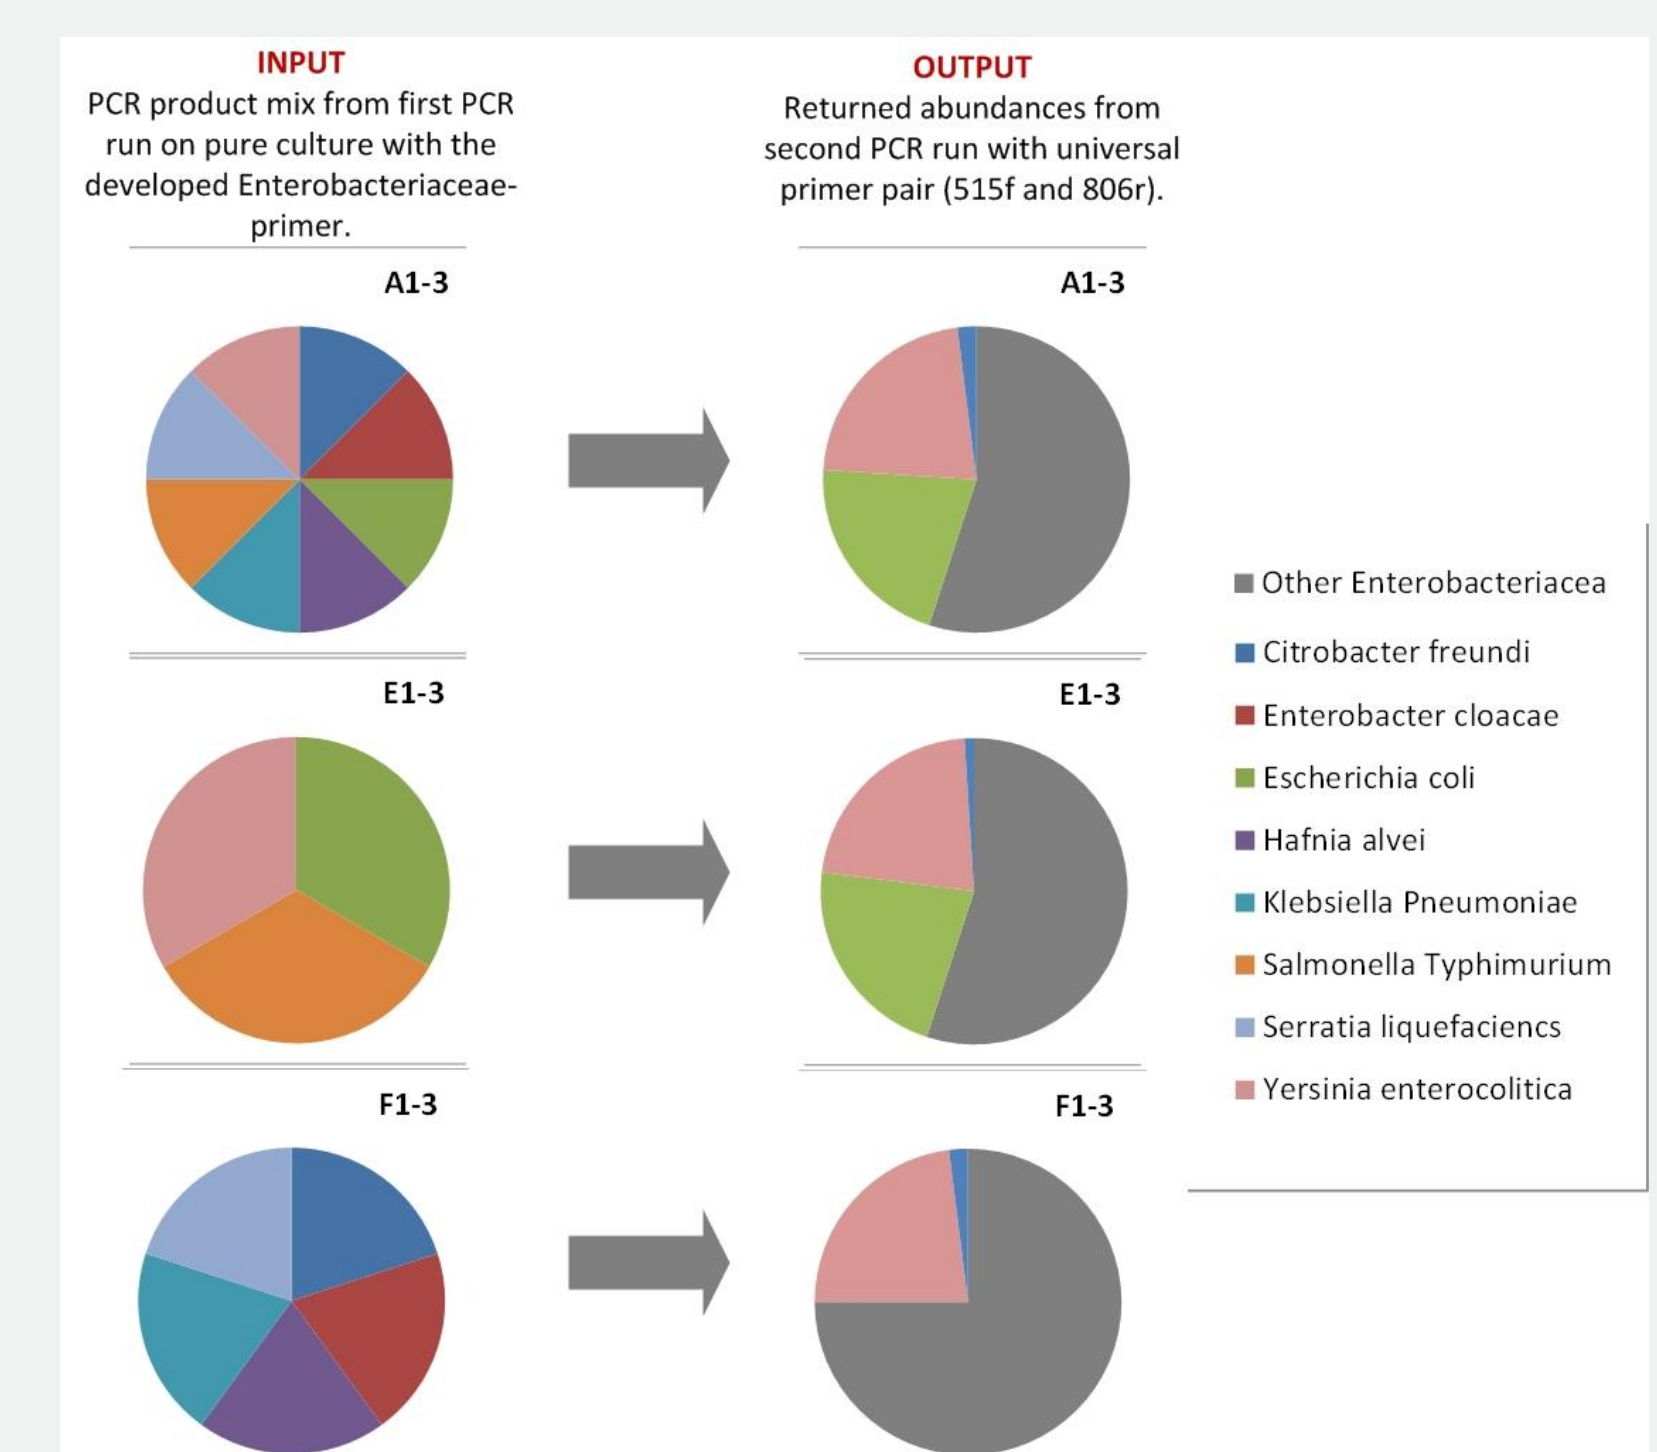 INPUT
PCR product mix from first PCR
run on pure culture with the
developed Enterobacteriaceae-
primer.
OUTPUT
Returned abundances from
second PCR run with universal
primer pair (515f and 806r).
A1-3
A1-3
E1-3
E1-3
F1-3
F1-3
Other Enterobacteriacea
Citrobacter freundi
Enterobacter cloacae
Escherichia coli
Hafnia alvei
Klebsiella Pneumoniae
Salmonella Typhimurium
Serratia liquefaciencs
Yersinia enterocolitica